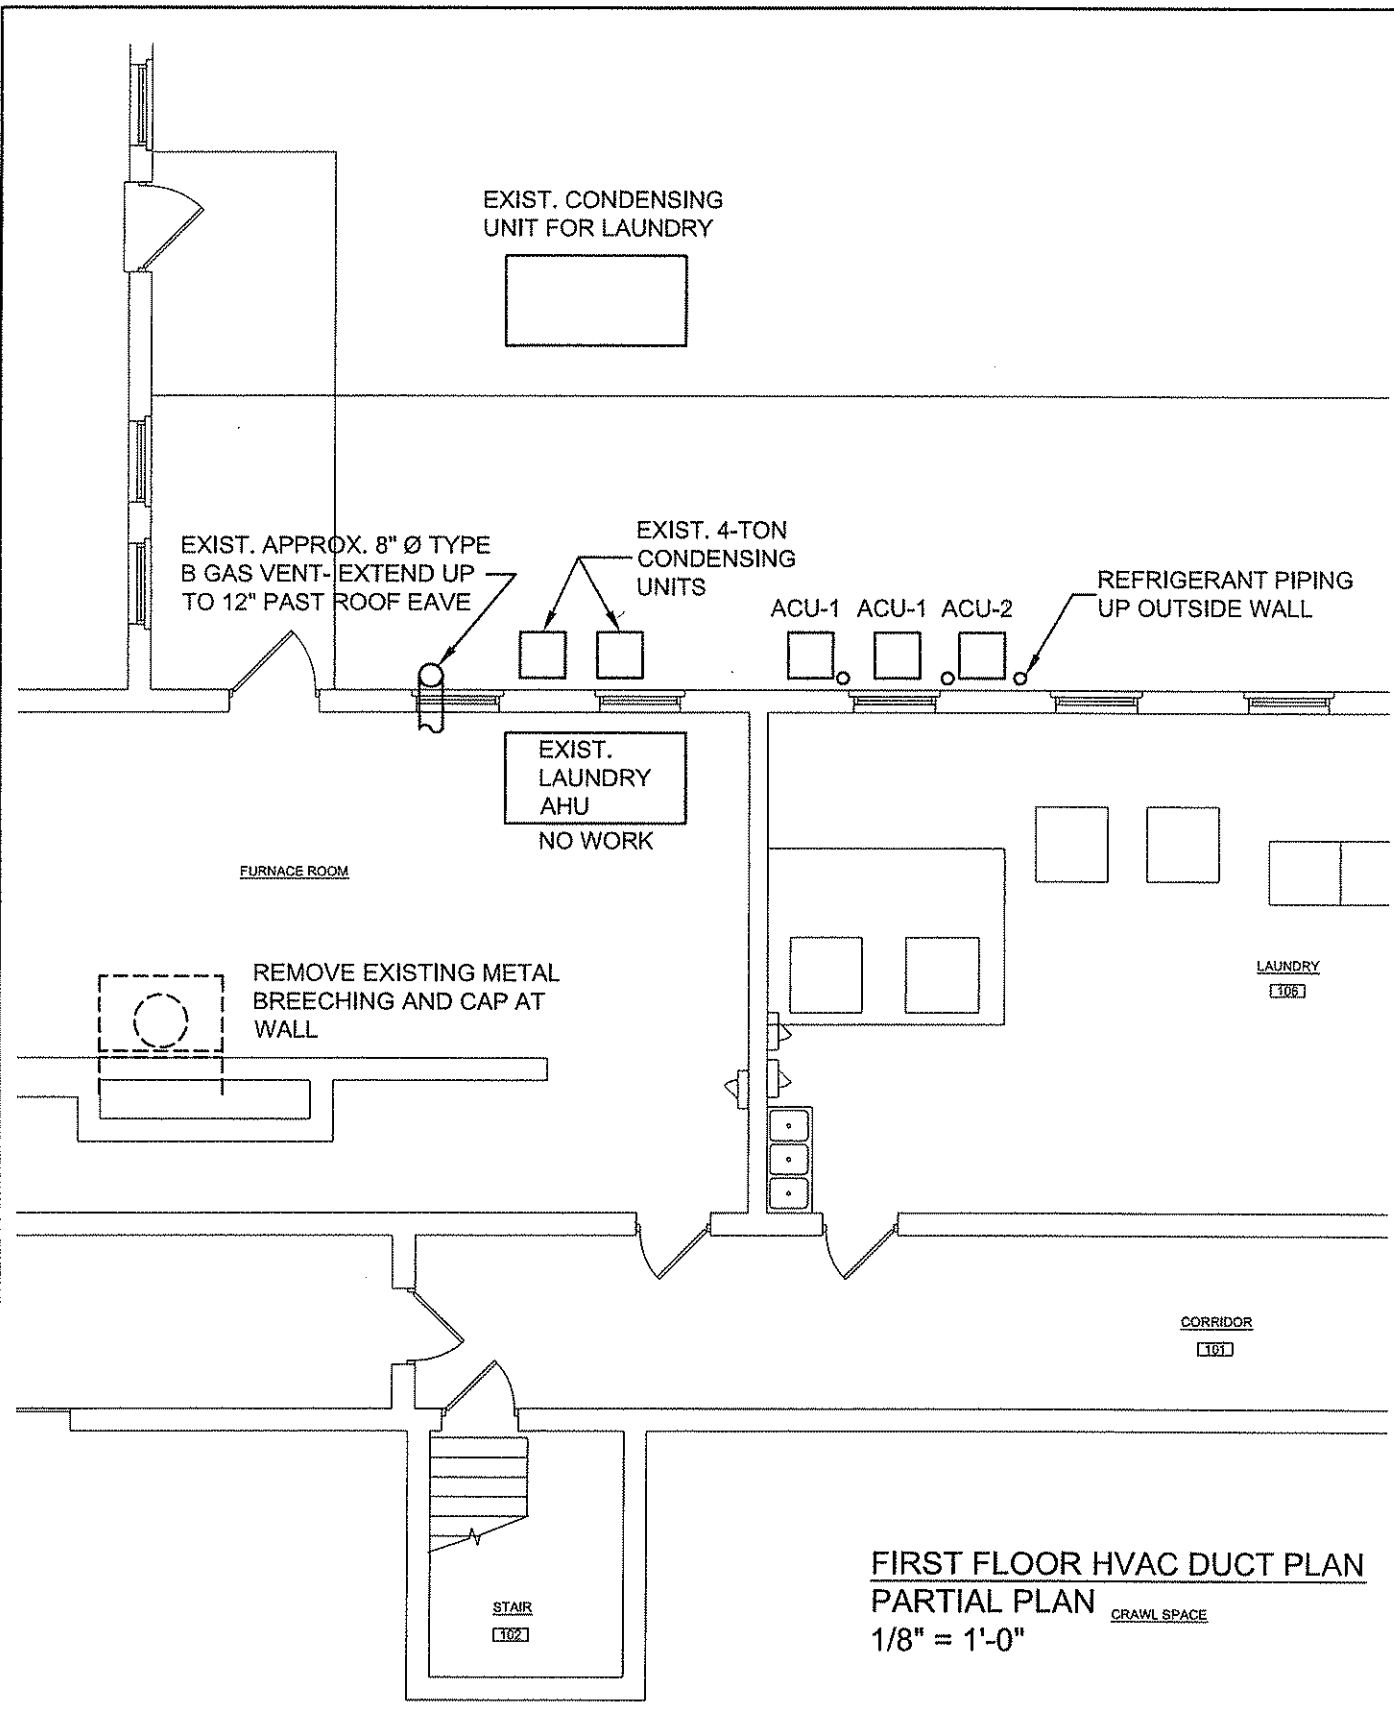 EXIST. CONDENSING
UNIT FOR LAUNDRY
EXIST. APPROX. 8" Ø TYPE
B GAS VENT- EXTEND UP
TO 12" PAST ROOF EAVE
EXIST. 4-TON
CONDENSING
UNITS
ACU-1 ACU-1 ACU-2
REFRIGERANT PIPING
UP OUTSIDE WALL
EXIST.
LAUNDRY
AHU
NO WORK
FURNACE ROOM
REMOVE EXISTING METAL
BREECHING AND CAP AT
WALL
LAUNDRY
106
CORRIDOR
101
STAIR
102
FIRST FLOOR HVAC DUCT PLAN
PARTIAL PLAN
CRAWL SPACE
1/8" = 1'-0"